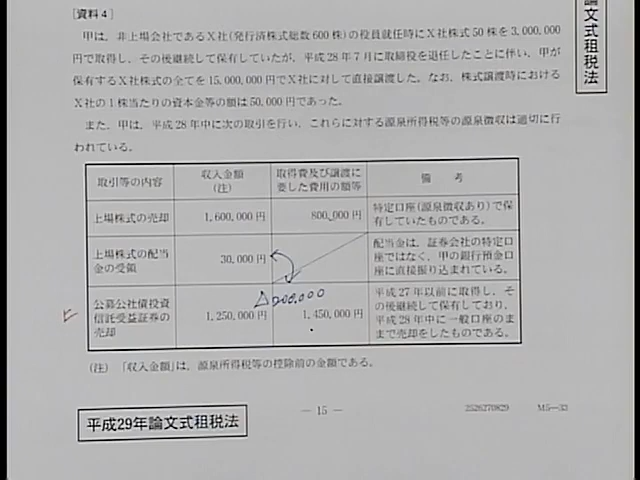 〔資料4〕
甲は，非上場会社であるX社（発行済株式総数600株）の役員就任時にX社株式50株を3,000,000
円で取得し，その後継続して保有していたが，平成28年7月に取締役を退任したことに伴い，甲が
保有するX社株式の全てを15,000,000円でX社に対して直接譲渡した。なお，株式譲渡時における
X社の1株当たりの資本金等の額は50,000円であった。
また，甲は，平成28年中に次の取引を行い，これらに対する源泉所得税等の源泉徴収は適切に行
われている。
取引等の内容 収入金額（注） 取得費及び譲渡に要した費用の額等 備 考
上場株式の売却 1,600,000円 800,000円 特定口座（源泉徴収あり）で保有していたものである。
上場株式の配当金の受領 30,000円 配当金は，証券会社の特定口座ではなく，甲の銀行預金口座に直接振り込まれている。
△200,000
公募公社債投資信託受益証券の売却 1,250,000円 1,450,000円 平成27年以前に取得し，その後継続して保有しており，平成28年中に一般口座のままで売却をしたものである。
（注）「収入金額」は，源泉所得税等の控除前の金額である。
― 15 ―
2526270829 M5―33
平成29年論文式租税法
論文式租税法